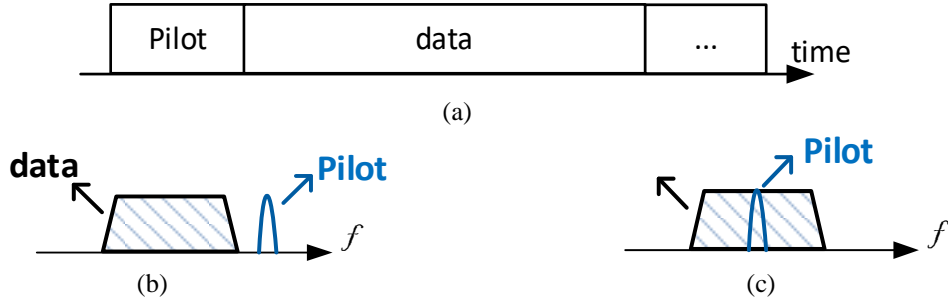 Pilot data ... time
(a)
data Pilot f
(b)
Pilot f
(c)